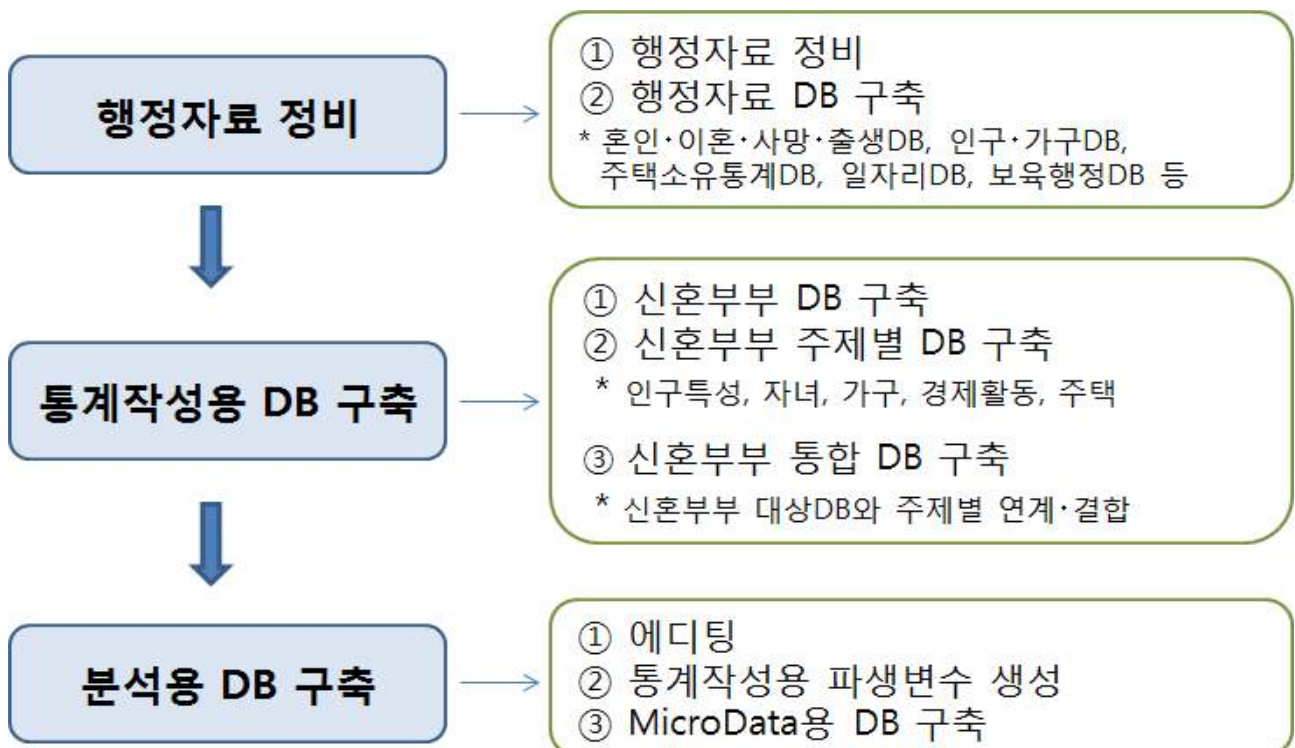 행정자료 정비
① 행정자료 정비
② 행정자료 DB 구축
* 혼인·이혼·사망·출생DB, 인구·가구DB,
주택소유통계DB, 일자리DB, 보육행정DB 등
통계작성용 DB 구축
① 신혼부부 DB 구축
② 신혼부부 주제별 DB 구축
* 인구특성, 자녀, 가구, 경제활동, 주택
③ 신혼부부 통합 DB 구축
* 신혼부부 대상DB와 주제별 연계·결합
분석용 DB 구축
① 에디팅
② 통계작성용 파생변수 생성
③ MicroData용 DB 구축